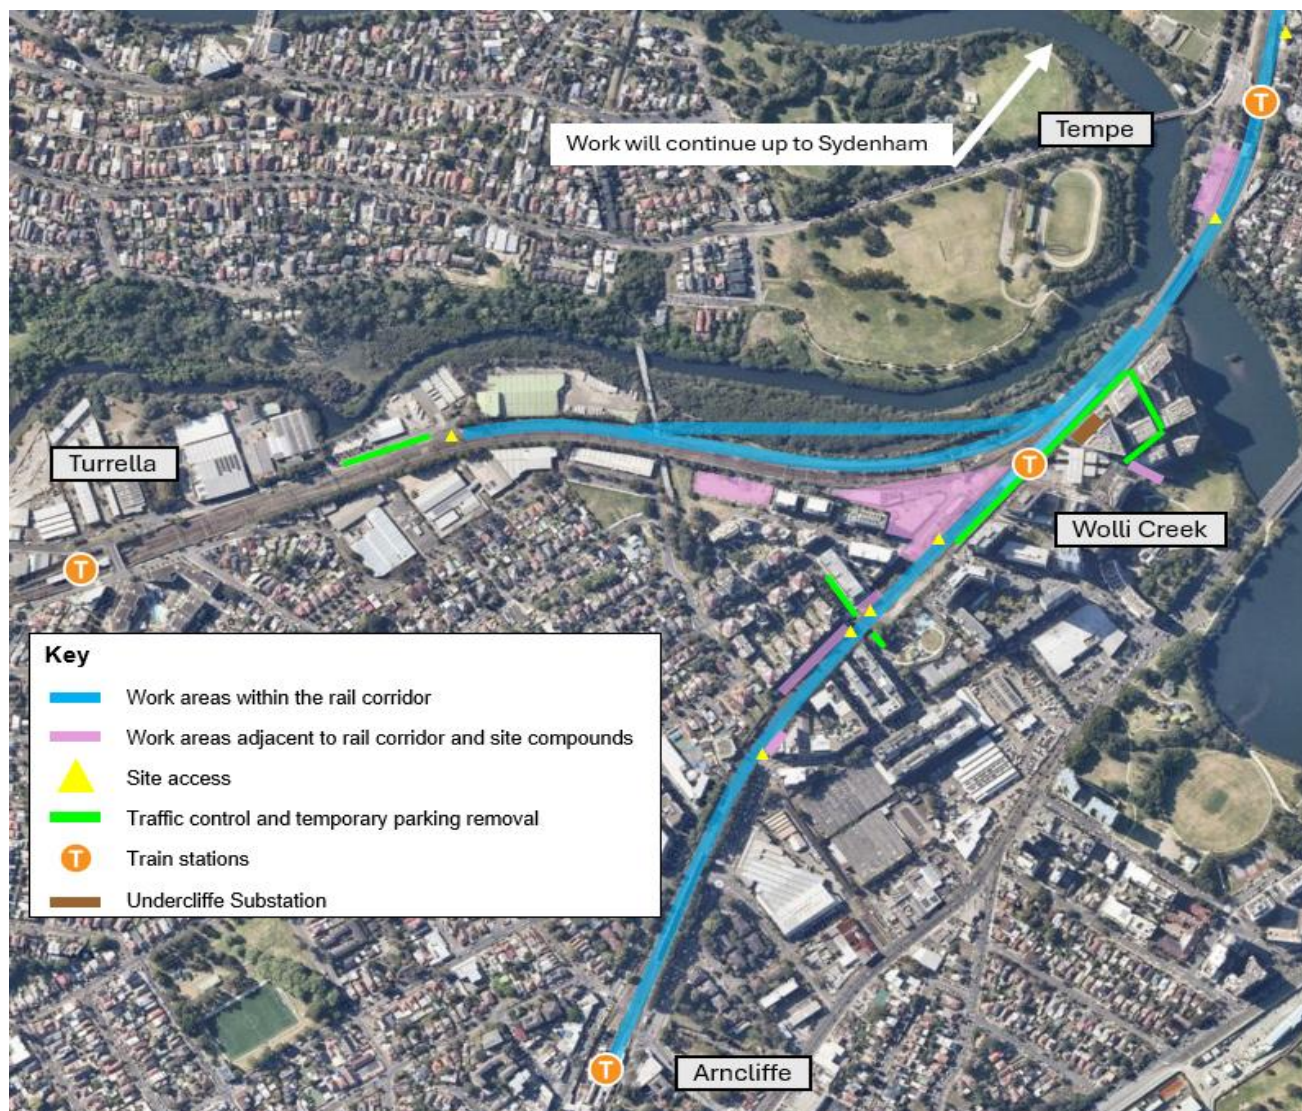 T
Tempe
Work will continue up to Sydenham
Turrella
T
Wolli Creek
T
Key
Work areas within the rail corridor
Work areas adjacent to rail corridor and site compounds
Site access
Traffic control and temporary parking removal
T Train stations
Undercliffe Substation
T
Arncliffe